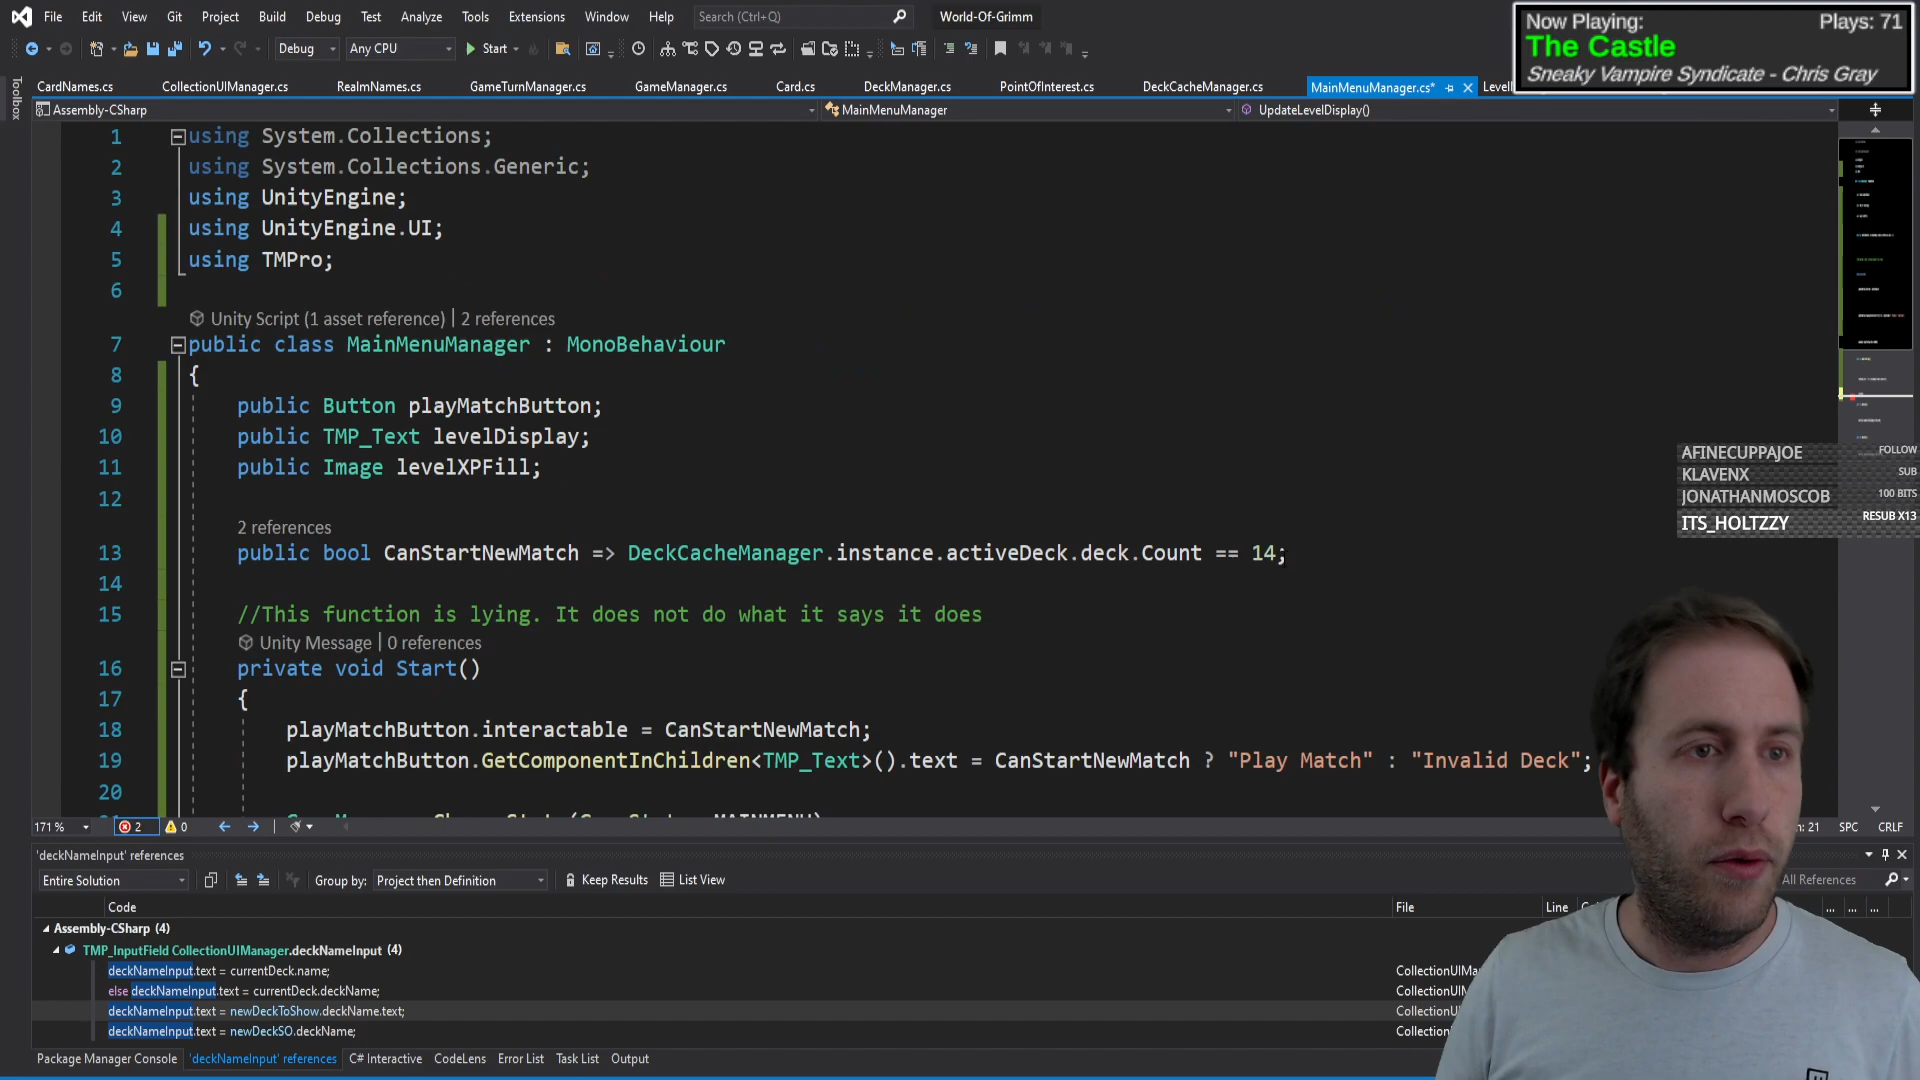 File Edit View Git Project Build Debug Test Analyze Tools Extensions Window Help Search (Ctrl+Q) World-Of-Grimm
Now Playing: Plays: 71
The Castle
Sneaky Vampire Syndicate - Chris Gray
Debug Any CPU Start
CardNames.cs CollectionUIManager.cs RealmNames.cs GameTurnManager.cs GameManager.cs Card.cs DeckManager.cs PointOfInterest.cs DeckCacheManager.cs MainMenuManager.cs*
Toolbox
Assembly-CSharp MainMenuManager UpdateLevelDisplay()
1 using System.Collections;
2 using System.Collections.Generic;
3 using UnityEngine;
4 using UnityEngine.UI;
5 using TMPro;
6
Unity Script (1 asset reference) | 2 references
7 public class MainMenuManager : MonoBehaviour
8 {
9 public Button playMatchButton;
10 public TMP_Text levelDisplay;
11 public Image levelXPFill;
12
2 references
13 public bool CanStartNewMatch => DeckCacheManager.instance.activeDeck.deck.Count == 14;
14
15 //This function is lying. It does not do what it says it does
Unity Message | 0 references
16 private void Start()
17 {
18 playMatchButton.interactable = CanStartNewMatch;
19 playMatchButton.GetComponentInChildren<TMP_Text>().text = CanStartNewMatch ? "Play Match" : "Invalid Deck";
20
AFINECUPPAJOE FOLLOW
KLAVENX SUB
JONATHANMOSCOB 100 BITS
ITS_HOLTZZY RESUB X13
171 % 2 0 SPC CRLF
'deckNameInput' references
Entire Solution Group by: Project then Definition Keep Results List View All References
Code File Line
Assembly-CSharp (4)
TMP_InputField CollectionUIManager.deckNameInput (4)
deckNameInput.text = currentDeck.name;
else deckNameInput.text = currentDeck.deckName;
deckNameInput.text = newDeckToShow.deckName.text;
deckNameInput.text = newDeckSO.deckName;
Package Manager Console 'deckNameInput' references C# Interactive CodeLens Error List Task List Output